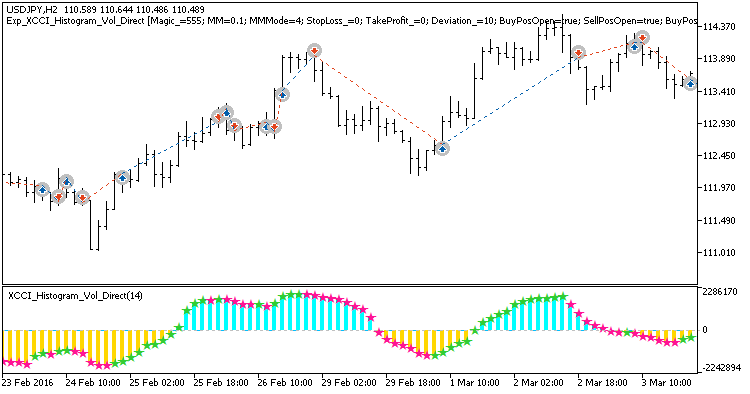 USDJPY,H2 110.589 110.644 110.486 110.489
Exp_XCCI_Histogram_Vol_Direct [Magic_=555; MM=0.1; MMMode=4; StopLoss_=0; TakeProfit_=0; Deviation_=10; BuyPosOpen=true; SellPosOpen=true; BuyPos
114.370
113.890
113.410
112.930
112.450
111.970
111.490
111.010
XCCI_Histogram_Vol_Direct(14)
2286170
0
-2242894
23 Feb 2016 24 Feb 10:00 25 Feb 02:00 25 Feb 18:00 26 Feb 10:00 29 Feb 02:00 29 Feb 18:00 1 Mar 10:00 2 Mar 02:00 2 Mar 18:00 3 Mar 10:00